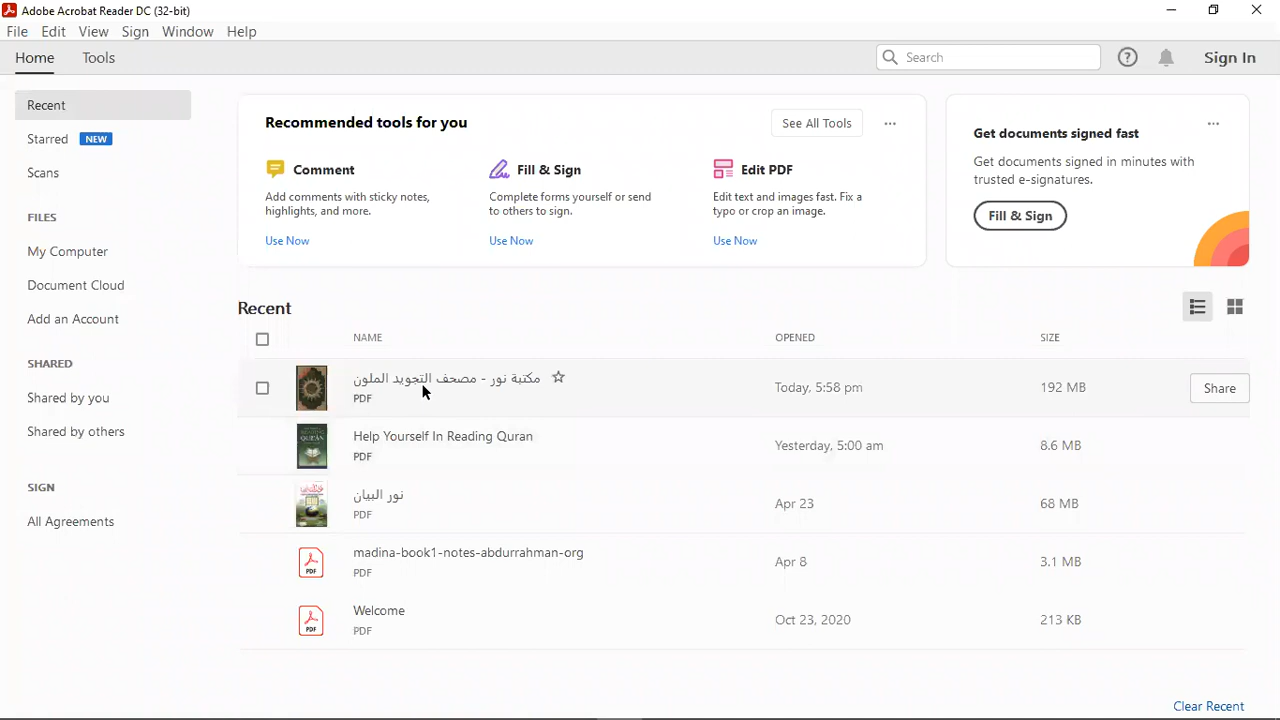 Adobe Acrobat Reader DC (32-bit)
File Edit View Sign Window Help
Home Tools Search ? Sign In
Recent
Starred NEW
Scans
FILES
My Computer
Document Cloud
Add an Account
SHARED
Shared by you
Shared by others
SIGN
All Agreements
Recommended tools for you
See All Tools
Comment
Add comments with sticky notes,
highlights, and more.
Use Now
Fill & Sign
Complete forms yourself or send
to others to sign.
Use Now
Edit PDF
Edit text and images fast. Fix a
typo or crop an image.
Use Now
Get documents signed fast
Get documents signed in minutes with
trusted e-signatures.
Fill & Sign
Recent
NAME OPENED SIZE
مكتبة نور - مصحف التجويد الملون
PDF
Today, 5:58 pm 192 MB Share
Help Yourself In Reading Quran
PDF
Yesterday, 5:00 am 8.6 MB
نور البيان
PDF
Apr 23 68 MB
madina-book1-notes-abdurrahman-org
PDF
Apr 8 3.1 MB
PDF
Welcome
PDF
Oct 23, 2020 213 KB
PDF
Clear Recent